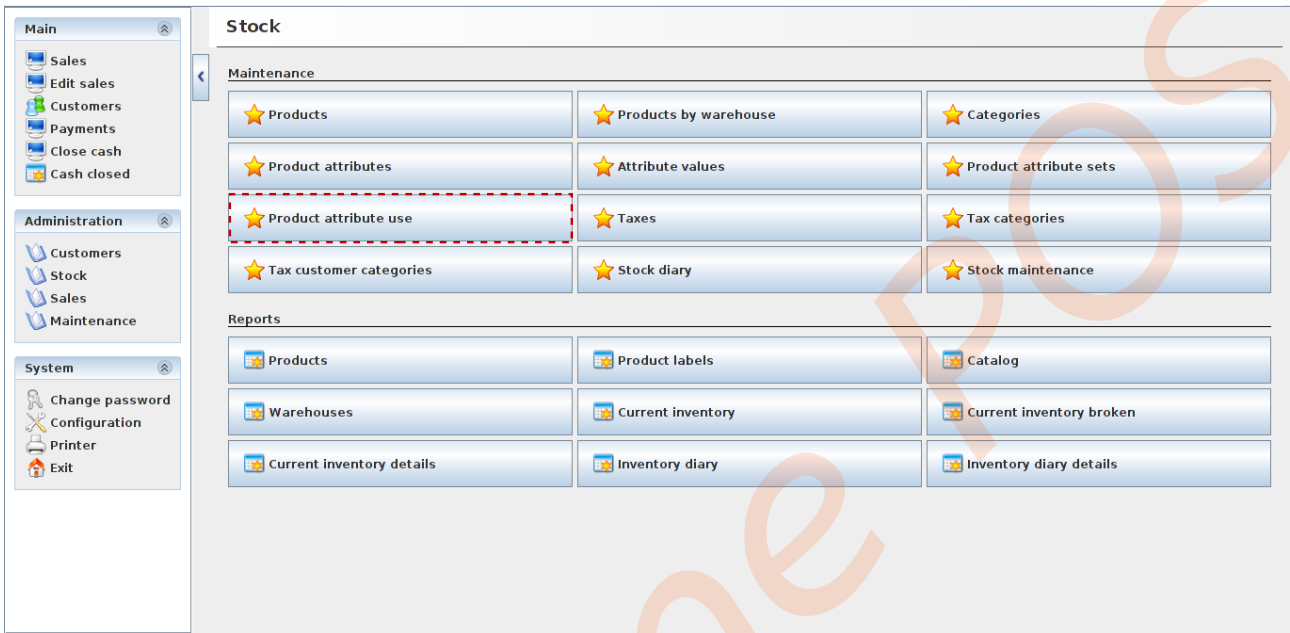 Main
Sales
Edit sales
Customers
Payments
Close cash
Cash closed
Administration
Customers
Stock
Sales
Maintenance
System
Change password
Configuration
Printer
Exit
Stock
Maintenance
Products
Products by warehouse
Categories
Product attributes
Attribute values
Product attribute sets
Product attribute use
Taxes
Tax categories
Tax customer categories
Stock diary
Stock maintenance
Reports
Products
Product labels
Catalog
Warehouses
Current inventory
Current inventory broken
Current inventory details
Inventory diary
Inventory diary details
ne POS